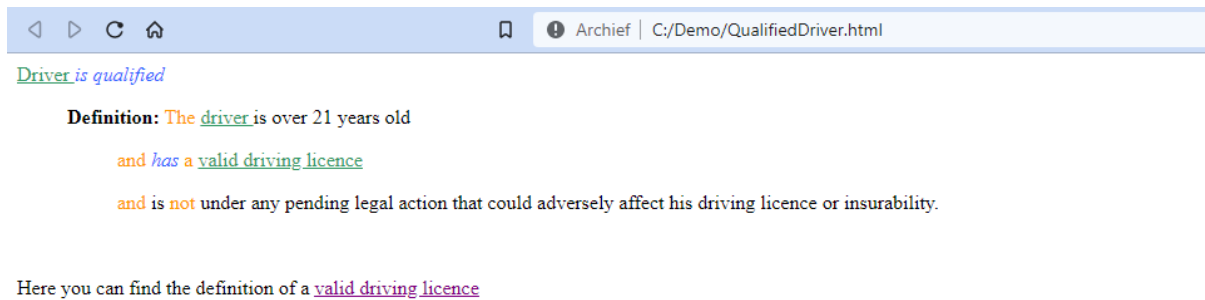 Archief | C:/Demo/QualifiedDriver.html
Driver is qualified
Definition: The driver is over 21 years old
and has a valid driving licence
and is not under any pending legal action that could adversely affect his driving licence or insurability.
Here you can find the definition of a valid driving licence